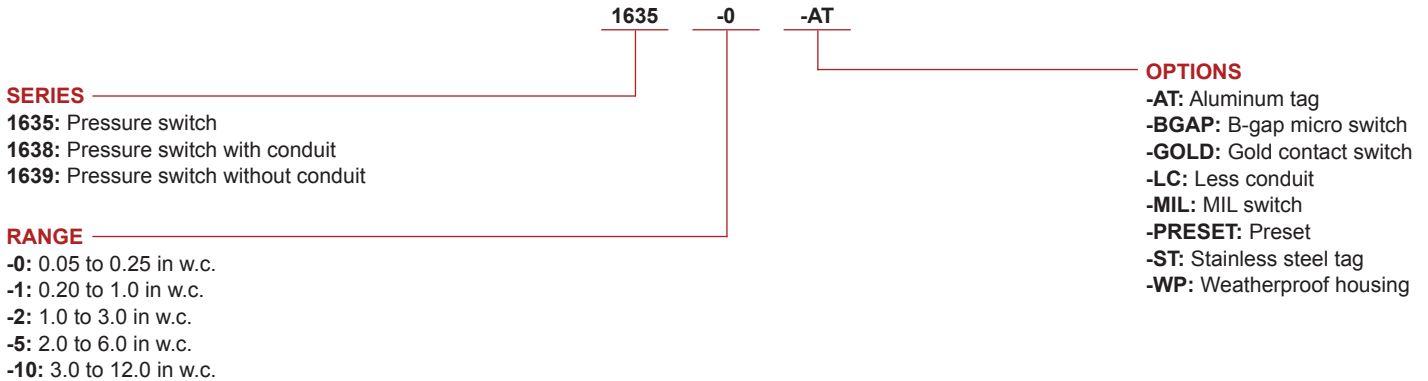 1635 -0 -AT
SERIES
1635: Pressure switch
1638: Pressure switch with conduit
1639: Pressure switch without conduit
RANGE
-0: 0.05 to 0.25 in w.c.
-1: 0.20 to 1.0 in w.c.
-2: 1.0 to 3.0 in w.c.
-5: 2.0 to 6.0 in w.c.
-10: 3.0 to 12.0 in w.c.
OPTIONS
-AT: Aluminum tag
-BGAP: B-gap micro switch
-GOLD: Gold contact switch
-LC: Less conduit
-MIL: MIL switch
-PRESET: Preset
-ST: Stainless steel tag
-WP: Weatherproof housing